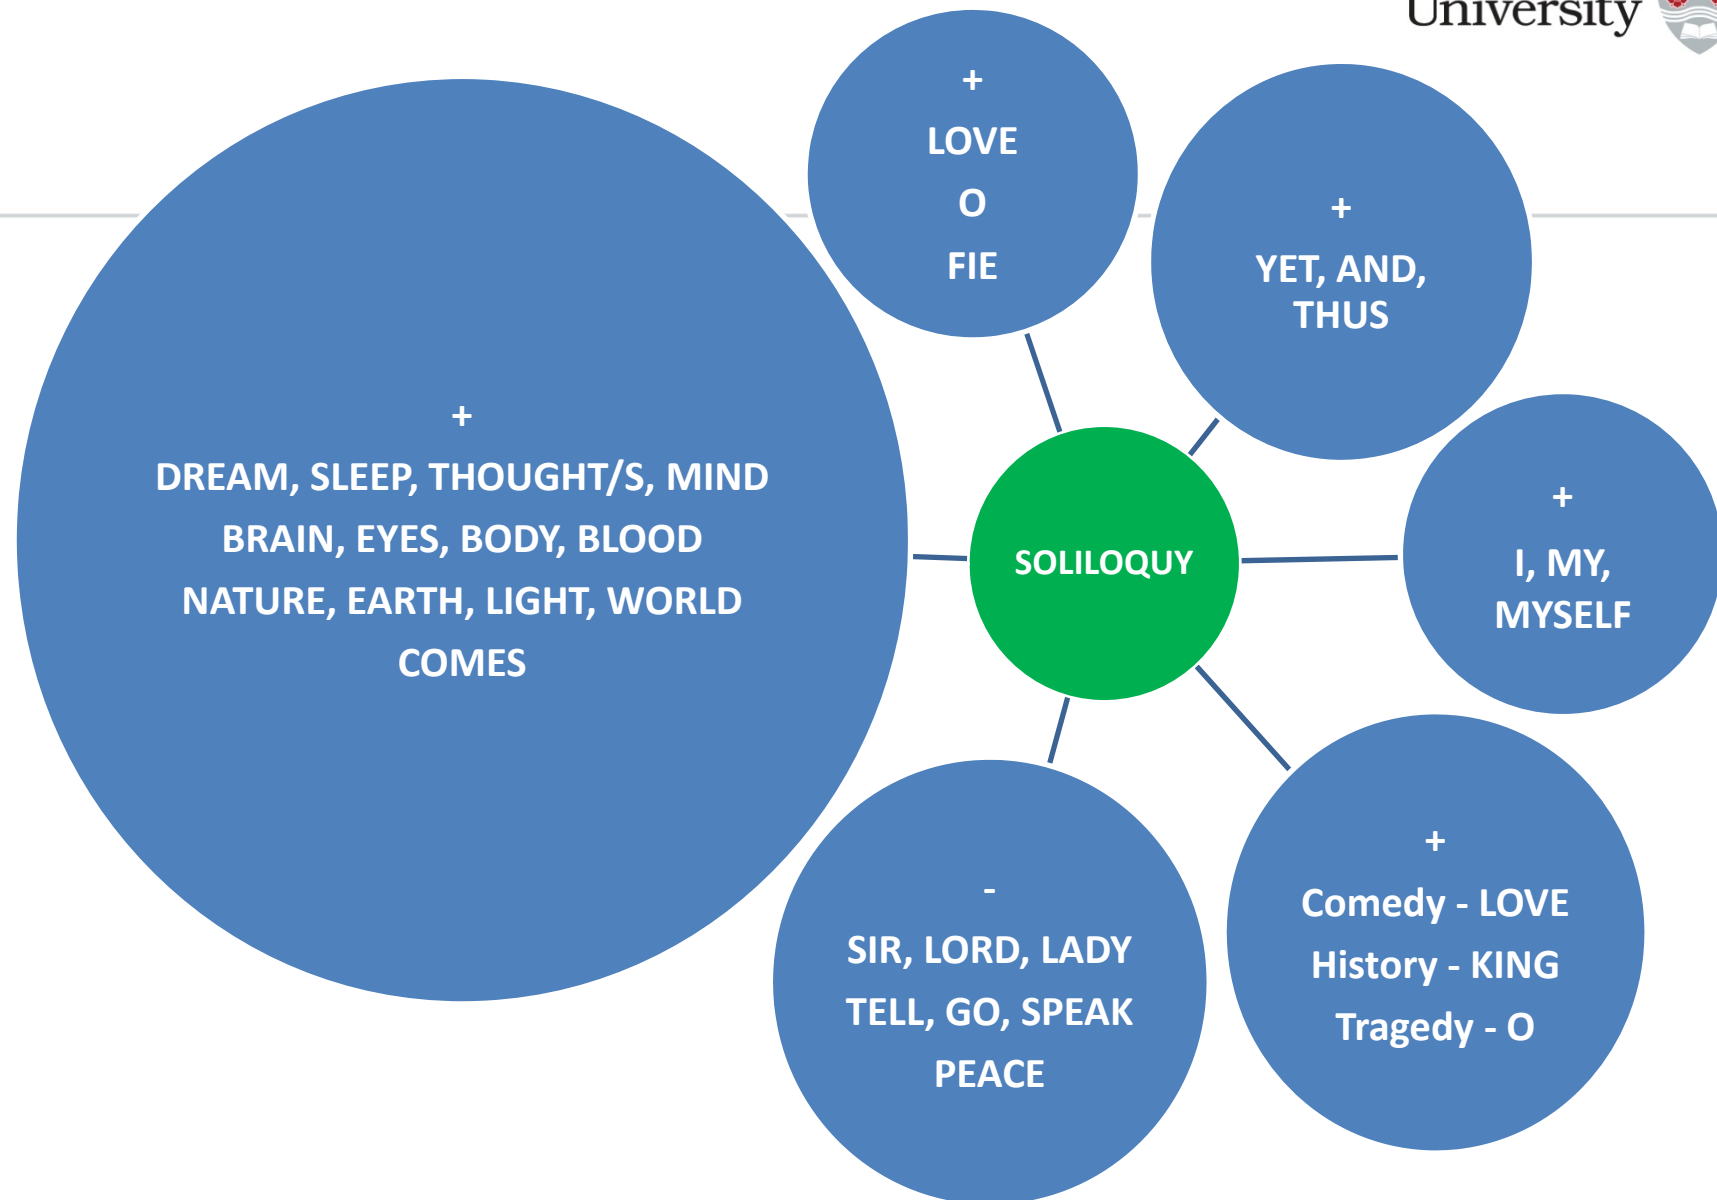 University
+
LOVE
O
FIE
+
YET, AND,
THUS
+
DREAM, SLEEP, THOUGHT/S, MIND
BRAIN, EYES, BODY, BLOOD
NATURE, EARTH, LIGHT, WORLD
COMES
SOLILOQUY
+
I, MY,
MYSELF
+
Comedy - LOVE
History - KING
Tragedy - O
-
SIR, LORD, LADY
TELL, GO, SPEAK
PEACE